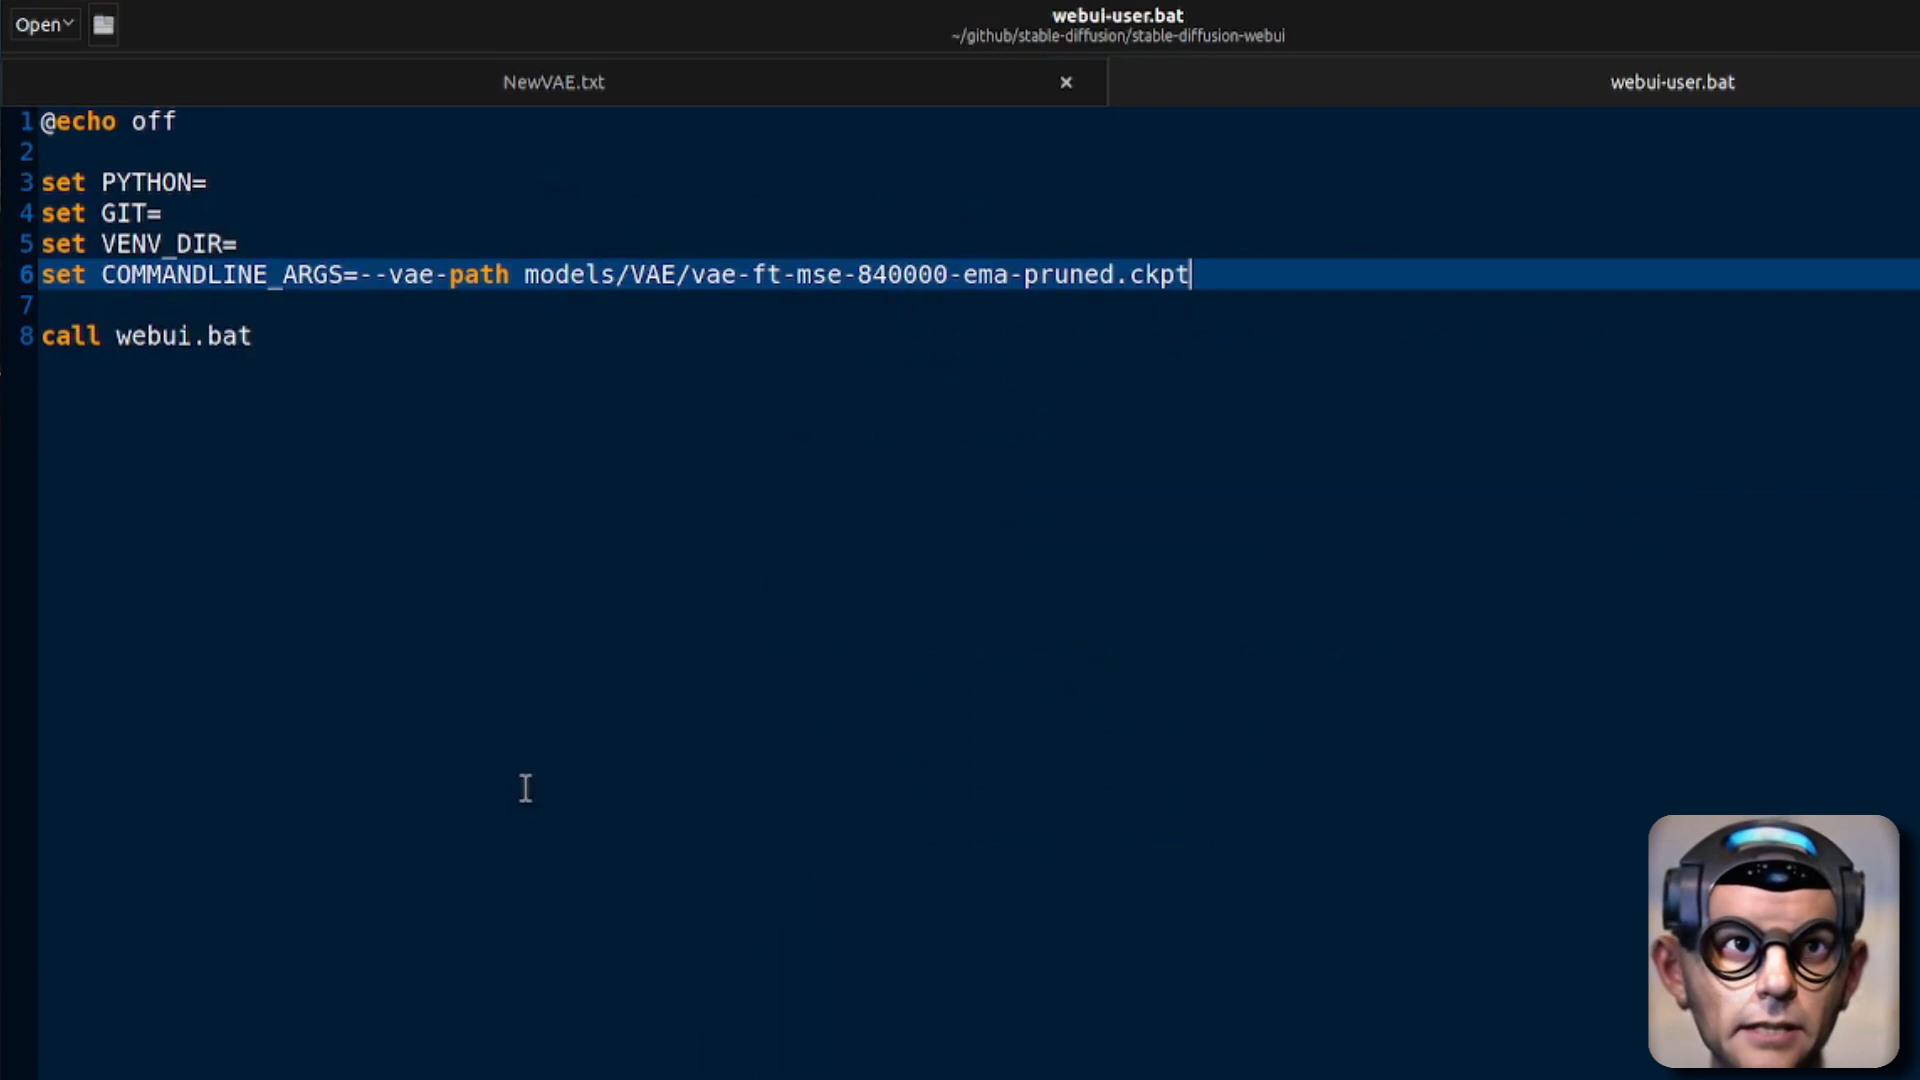 Open
webui-user.bat
~/github/stable-diffusion/stable-diffusion-webui
NewVAE.txt
webui-user.bat
1 @echo off
2
3 set PYTHON=
4 set GIT=
5 set VENV_DIR=
6 set COMMANDLINE_ARGS=--vae-path models/VAE/vae-ft-mse-840000-ema-pruned.ckpt
7
8 call webui.bat